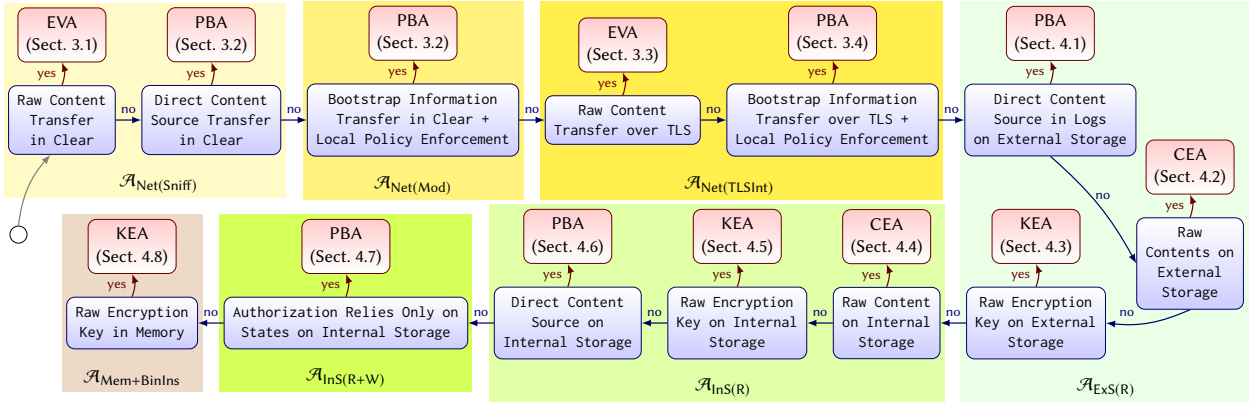 EVA
(Sect. 3.1)
yes
Raw Content
Transfer
in Clear
no
PBA
(Sect. 3.2)
yes
Direct Content
Source Transfer
in Clear
no
𝒜Net(Sniff)
PBA
(Sect. 3.2)
yes
Bootstrap Information
Transfer in Clear +
Local Policy Enforcement
no
𝒜Net(Mod)
EVA
(Sect. 3.3)
yes
Raw Content
Transfer over TLS
no
PBA
(Sect. 3.4)
yes
Bootstrap Information
Transfer over TLS +
Local Policy Enforcement
no
𝒜Net(TLSInt)
PBA
(Sect. 4.1)
yes
Direct Content
Source in Logs
on External Storage
no
CEA
(Sect. 4.2)
yes
Raw
Contents on
External
Storage
no
KEA
(Sect. 4.3)
yes
Raw Encryption
Key on External
Storage
no
𝒜ExS(R)
CEA
(Sect. 4.4)
yes
Raw Content
on Internal
Storage
no
KEA
(Sect. 4.5)
yes
Raw Encryption
Key on Internal
Storage
no
PBA
(Sect. 4.6)
yes
Direct Content
Source on
Internal Storage
no
𝒜InS(R)
PBA
(Sect. 4.7)
yes
Authorization Relies Only on
States on Internal Storage
no
𝒜InS(R+W)
KEA
(Sect. 4.8)
yes
Raw Encryption
Key in Memory
𝒜Mem+BinIns